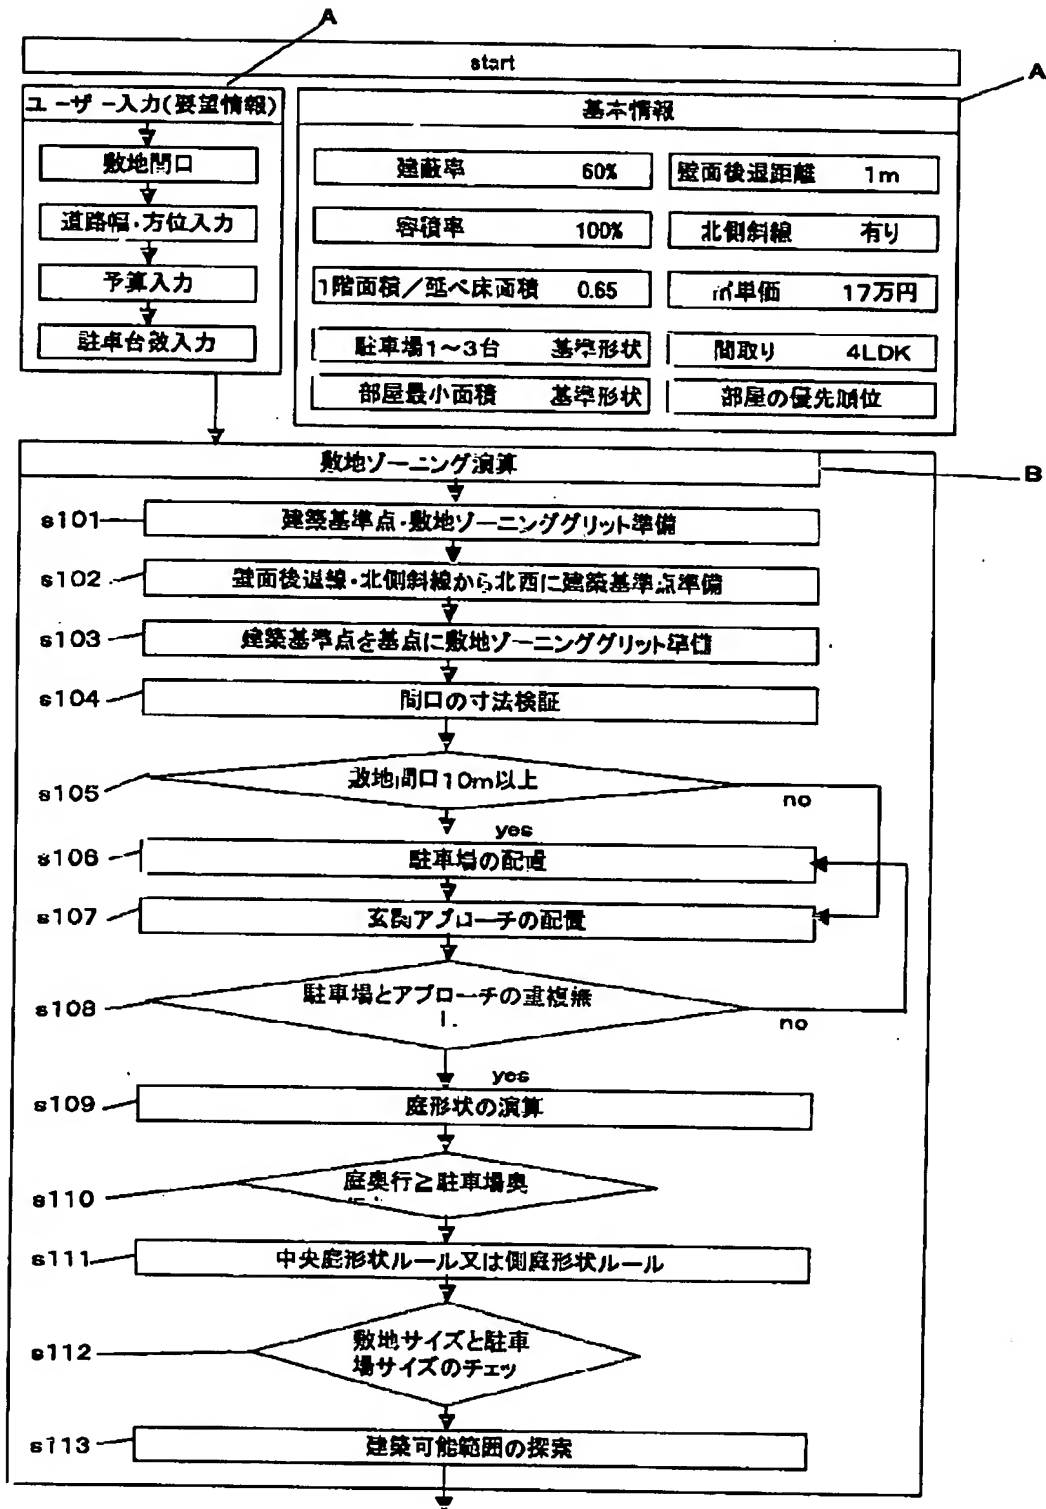 A
start
A
ユーザー入力(要望情報)
敷地間口
道路幅・方位入力
予算入力
駐車台数入力
基本情報
建蔽率 60%
壁面後退距離 1m
容積率 100%
北側斜線 有り
1階面積／延べ床面積 0.65
㎡単価 17万円
駐車場1～3台 基準形状
間取り 4LDK
部屋最小面積 基準形状
部屋の優先順位
敷地ゾーニング演算
B
s101
建築基準点・敷地ゾーニンググリット準備
s102
壁面後退線・北側斜線から北西に建築基準点準備
s103
建築基準点を基点に敷地ゾーニンググリット準備
s104
間口の寸法検証
s105
敷地間口10m以上
no
yes
s106
駐車場の配置
s107
玄関アプローチの配置
s108
駐車場とアプローチの重複無
no
yes
s109
庭形状の演算
s110
庭奥行≧駐車場奥
s111
中央庭形状ルール又は側庭形状ルール
s112
敷地サイズと駐車
場サイズのチェッ
s113
建築可能範囲の探索